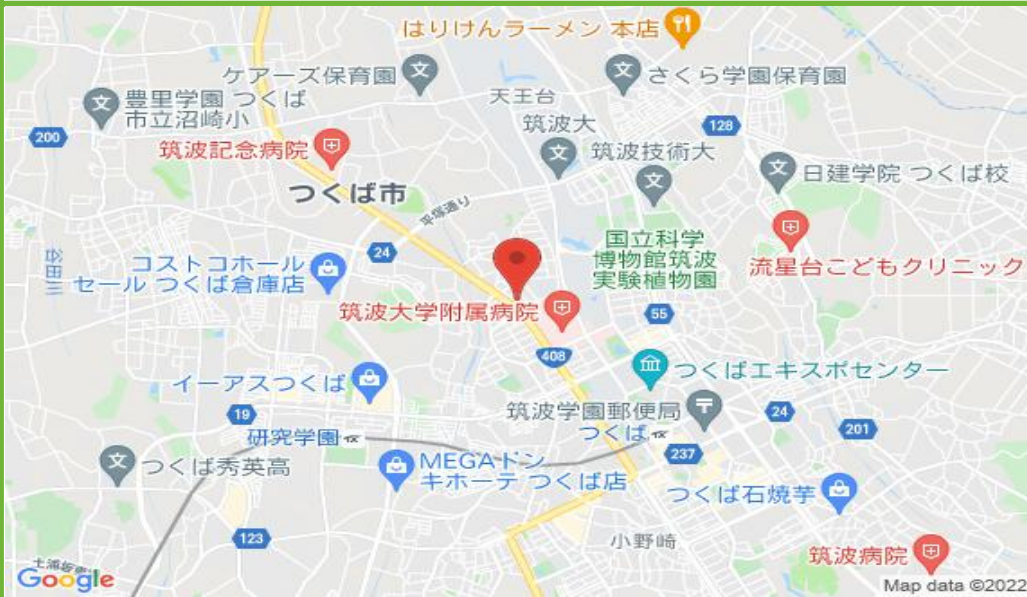 はりけんラーメン 本店
ケアーズ保育園
さくら学園保育園
豊里学園 つくば
市立沼崎小
天王台
筑波大
128
200
筑波記念病院
筑波技術大
日建学院 つくば校
つくば市
平塚通り
谷田川
24
コストコホール
セール つくば倉庫店
国立科学
博物館筑波
実験植物園
流星台こどもクリニック
筑波大学附属病院
55
408
イーアスつくば
つくばエキスポセンター
19
筑波学園郵便局
24
201
研究学園
つくば
237
つくば秀英高
MEGAドン
キホーテ つくば店
つくば石焼芋
123
小野崎
筑波病院
Google
Map data ©2022